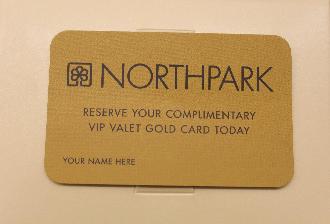 NORTHPARK
RESERVE YOUR COMPLIMENTARY
VIP VALET GOLD CARD TODAY
YOUR NAME HERE